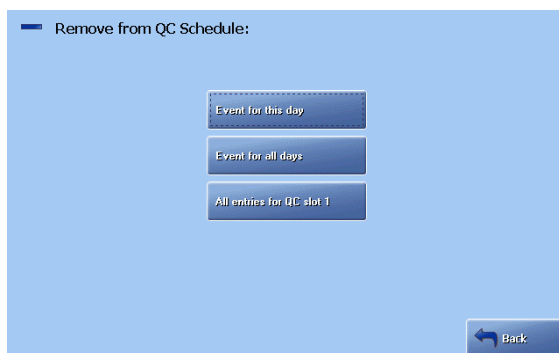 Remove from QC Schedule:
Event for this day
Event for all days
All entries for QC slot 1
Back